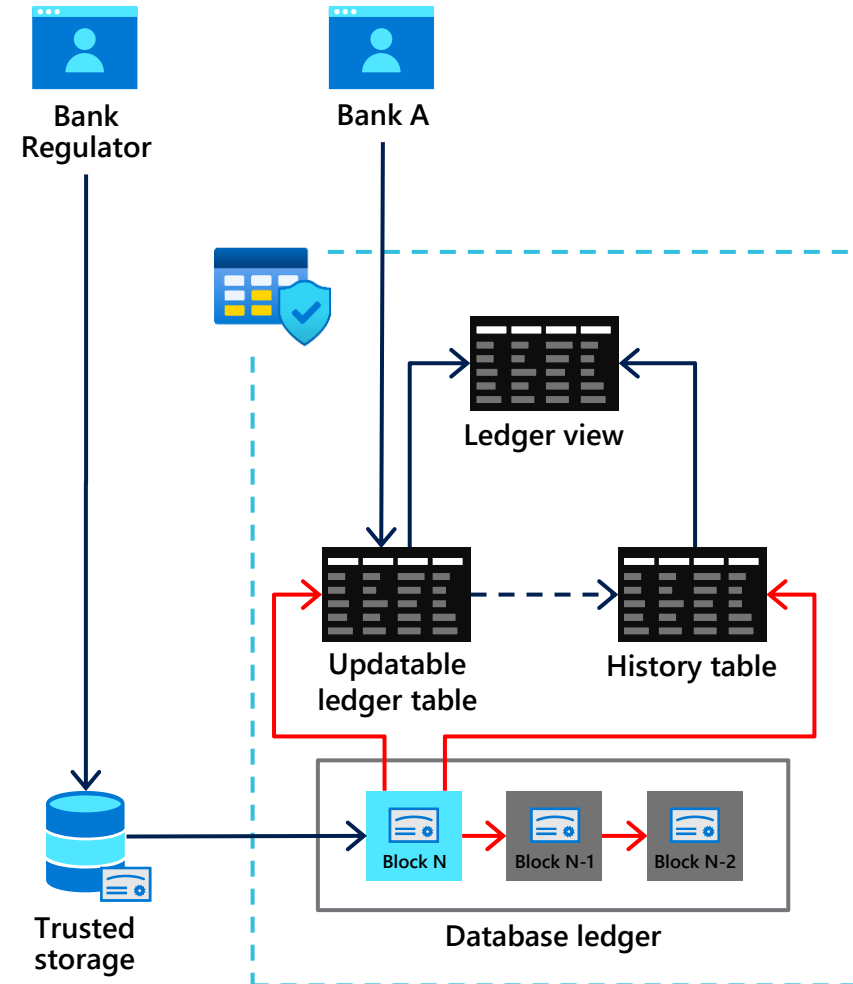 Bank
Regulator
Bank A
Ledger view
Updatable
ledger table
History table
Block N
Block N-1
Block N-2
Database ledger
Trusted
storage